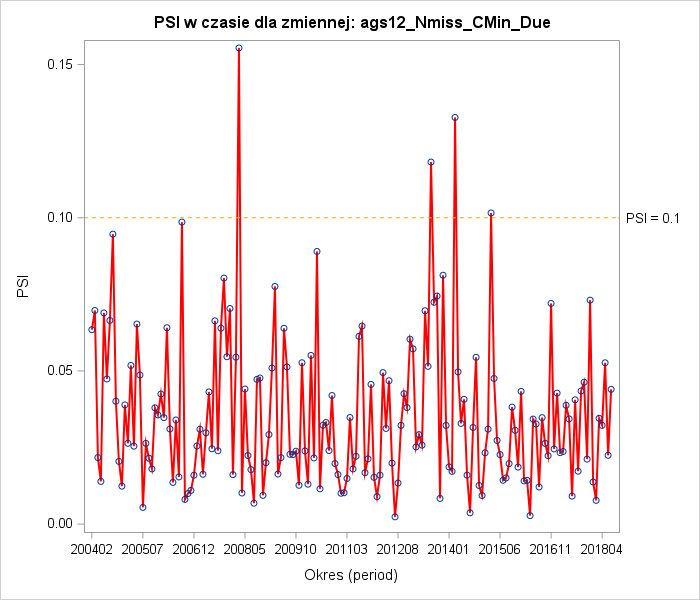 PSI w czasie dla zmiennej: ags12_Nmiss_CMin_Due
0.15
0.10
PSI = 0.1
PSI
0.05
0.00
200402 200507 200612 200805 200910 201103 201208 201401 201506 201611 201804
Okres (period)